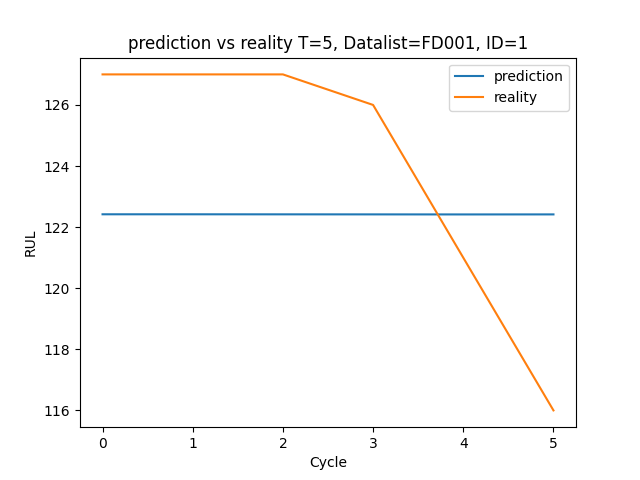 prediction vs reality T=5, Datalist=FD001, ID=1
prediction
reality
126
124
122
120
118
116
RUL
0 1 2 3 4 5
Cycle